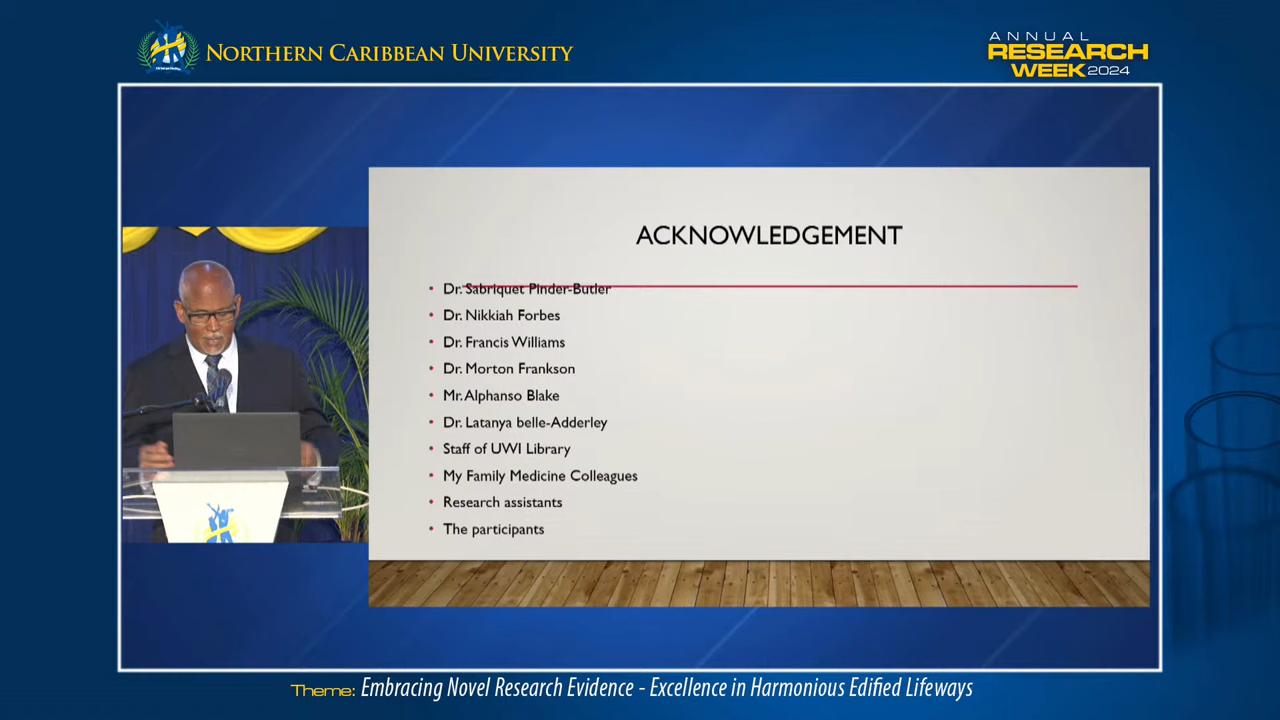 NORTHERN CARIBBEAN UNIVERSITY
ANNUAL
RESEARCH
WEEK 2024
ACKNOWLEDGEMENT
• Dr. Sabriquet Pinder-Butler
• Dr. Nikkiah Forbes
• Dr. Francis Williams
• Dr. Morton Frankson
• Mr. Alphanso Blake
• Dr. Latanya belle-Adderley
• Staff of UWI Library
• My Family Medicine Colleagues
• Research assistants
• The participants
Theme: Embracing Novel Research Evidence - Excellence in Harmonious Edified Lifeways